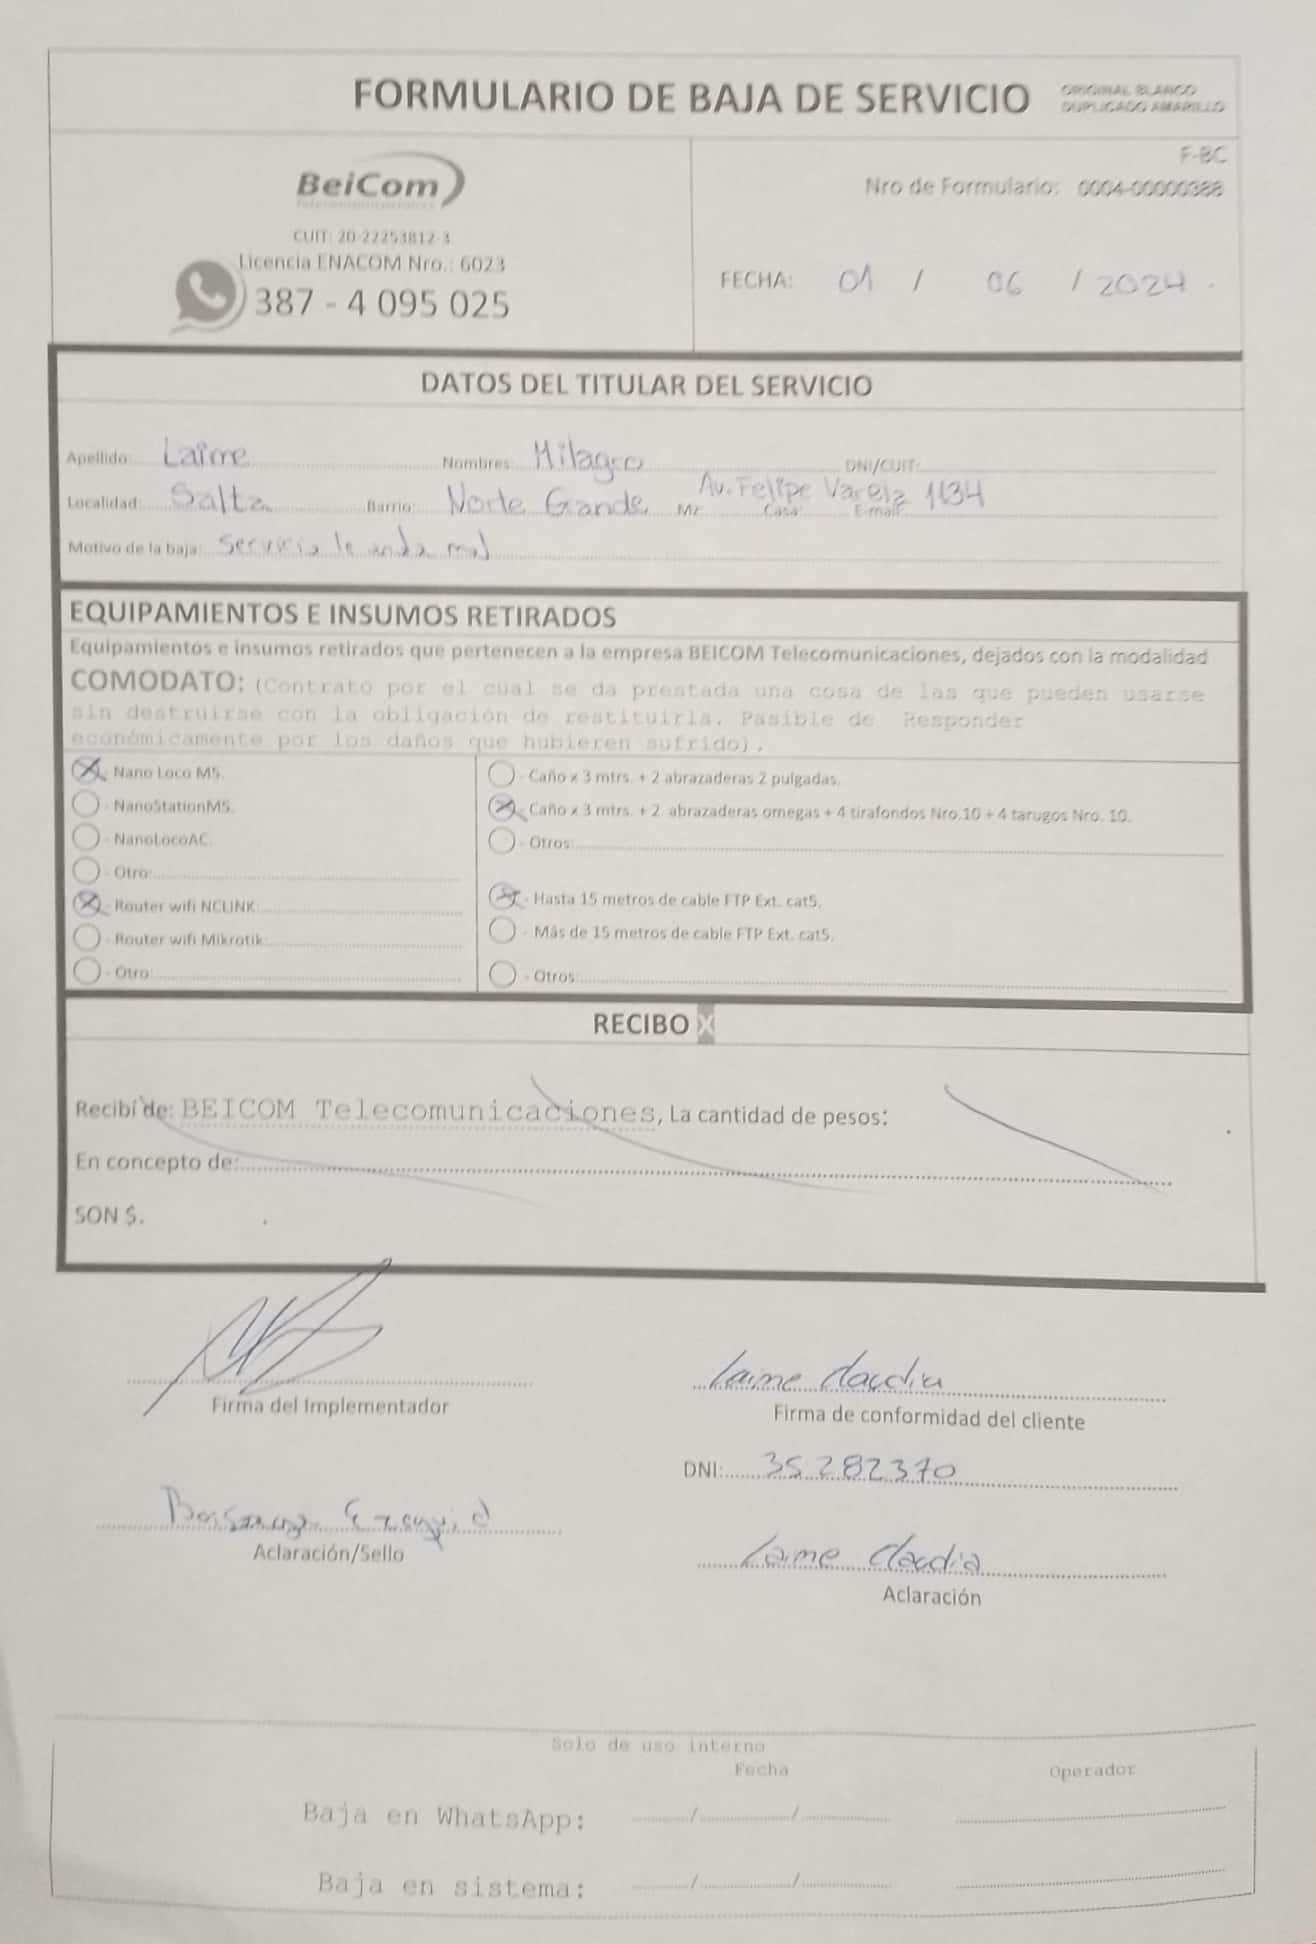 FORMULARIO DE BAJA DE SERVICIO
ORIGINAL BLANCO
DUPLICADO AMARILLO
BeiCom
Telecomunicaciones
CUIT: 20-22253812-3
Licencia ENACOM Nro.: 6023
387 - 4 095 025
F-BC
Nro de Formulario: 0004-00000388
FECHA: 01 / 06 / 2024
DATOS DEL TITULAR DEL SERVICIO
Apellido: Laime Nombres: Milagro DNI/CUIT:
Av. Felipe Varela 1134
Localidad: Salta Barrio: Norte Grande Mz: Casa: E-mail:
Motivo de la baja: Servicio le anda mal
EQUIPAMIENTOS E INSUMOS RETIRADOS
Equipamientos e insumos retirados que pertenecen a la empresa BEICOM Telecomunicaciones, dejados con la modalidad
COMODATO: (Contrato por el cual se da prestada una cosa de las que pueden usarse
sin destruirse con la obligación de restituirla. Pasible de Responder
económicamente por los daños que hubieren sufrido).
X Nano Loco M5.
- NanoStationM5.
- NanoLocoAC.
- Otro:
X - Router wifi NCLINK:
- Router wifi Mikrotik:
- Otro:
- Caño x 3 mtrs. + 2 abrazaderas 2 pulgadas.
X - Caño x 3 mtrs. + 2 abrazaderas omegas + 4 tirafondos Nro.10 + 4 tarugos Nro. 10.
- Otros:
X - Hasta 15 metros de cable FTP Ext. cat5.
- Más de 15 metros de cable FTP Ext. cat5.
- Otros:
RECIBO X
Recibí de: BEICOM Telecomunicaciones, La cantidad de pesos:
En concepto de:
SON $.
Firma del Implementador
Laime Claudia
Firma de conformidad del cliente
DNI: 35282370
Ezequiel
Aclaración/Sello
Laime Claudia
Aclaración
Solo de uso interno
Fecha Operador
Baja en WhatsApp: / /
Baja en sistema: / /